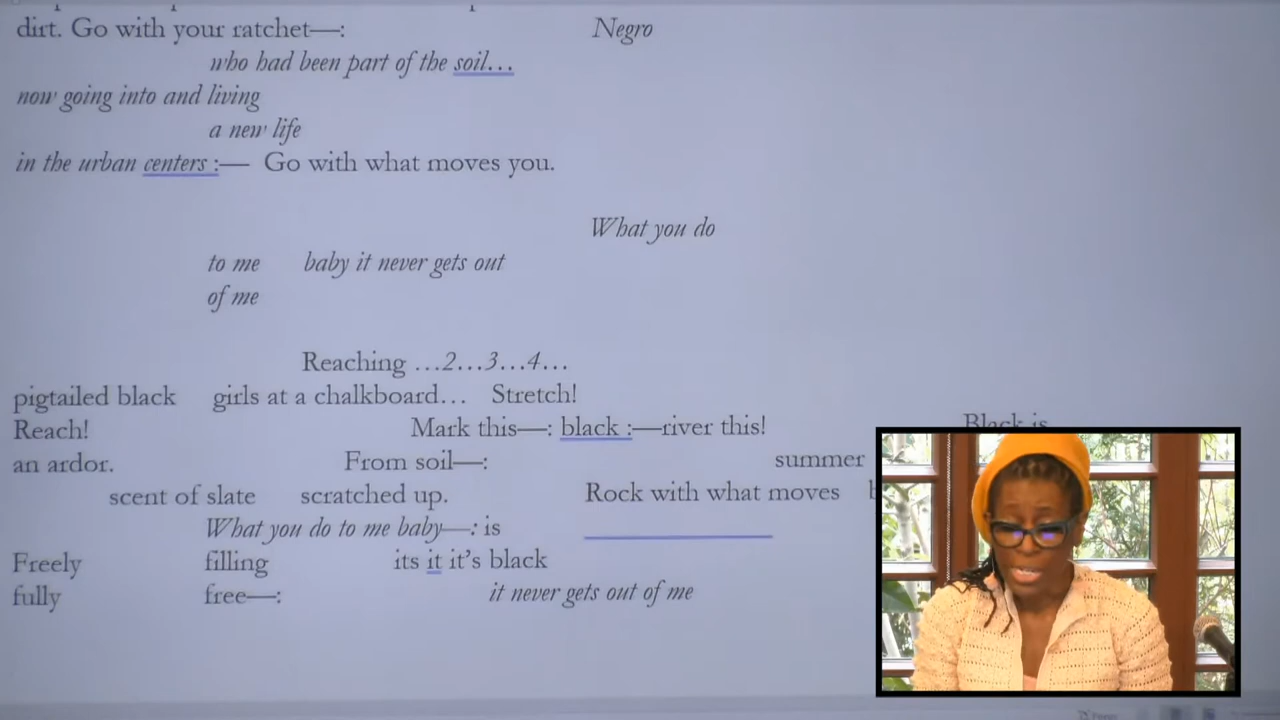 dirt. Go with your ratchet—: Negro
who had been part of the soil…
now going into and living
a new life
in the urban centers :— Go with what moves you.
What you do
to me baby it never gets out
of me
Reaching …2…3…4…
pigtailed black girls at a chalkboard… Stretch!
Reach! Mark this—: black :—river this! Black is
an ardor. From soil—: summer
scent of slate scratched up. Rock with what moves
What you do to me baby—: is
Freely filling its it it's black
fully free—: it never gets out of me